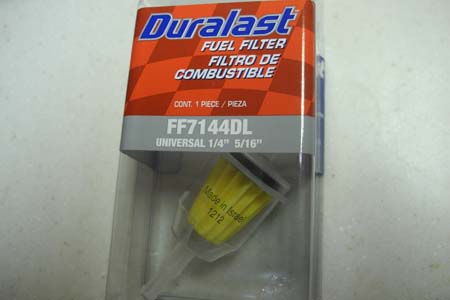 Duralast
FUEL FILTER
FILTRO DE
COMBUSTIBLE
CONT. 1 PIECE / PIEZA
FF7144DL
UNIVERSAL 1/4" 5/16"
Made in Israel
1212